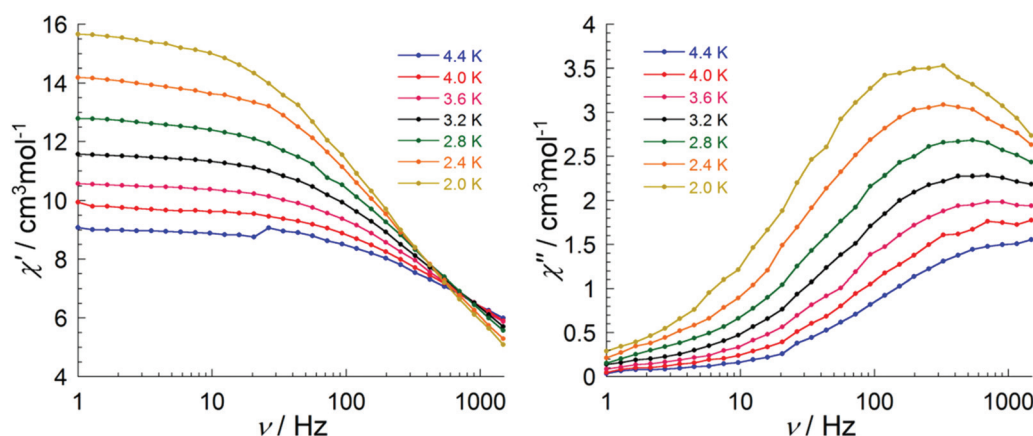 16
14
12
10
8
6
4
χ′ / cm³mol⁻¹
4.4 K
4.0 K
3.6 K
3.2 K
2.8 K
2.4 K
2.0 K
1 10 100 1000
ν / Hz
4
3.5
3
2.5
2
1.5
1
0.5
0
χ″ / cm³mol⁻¹
4.4 K
4.0 K
3.6 K
3.2 K
2.8 K
2.4 K
2.0 K
1 10 100 1000
ν / Hz